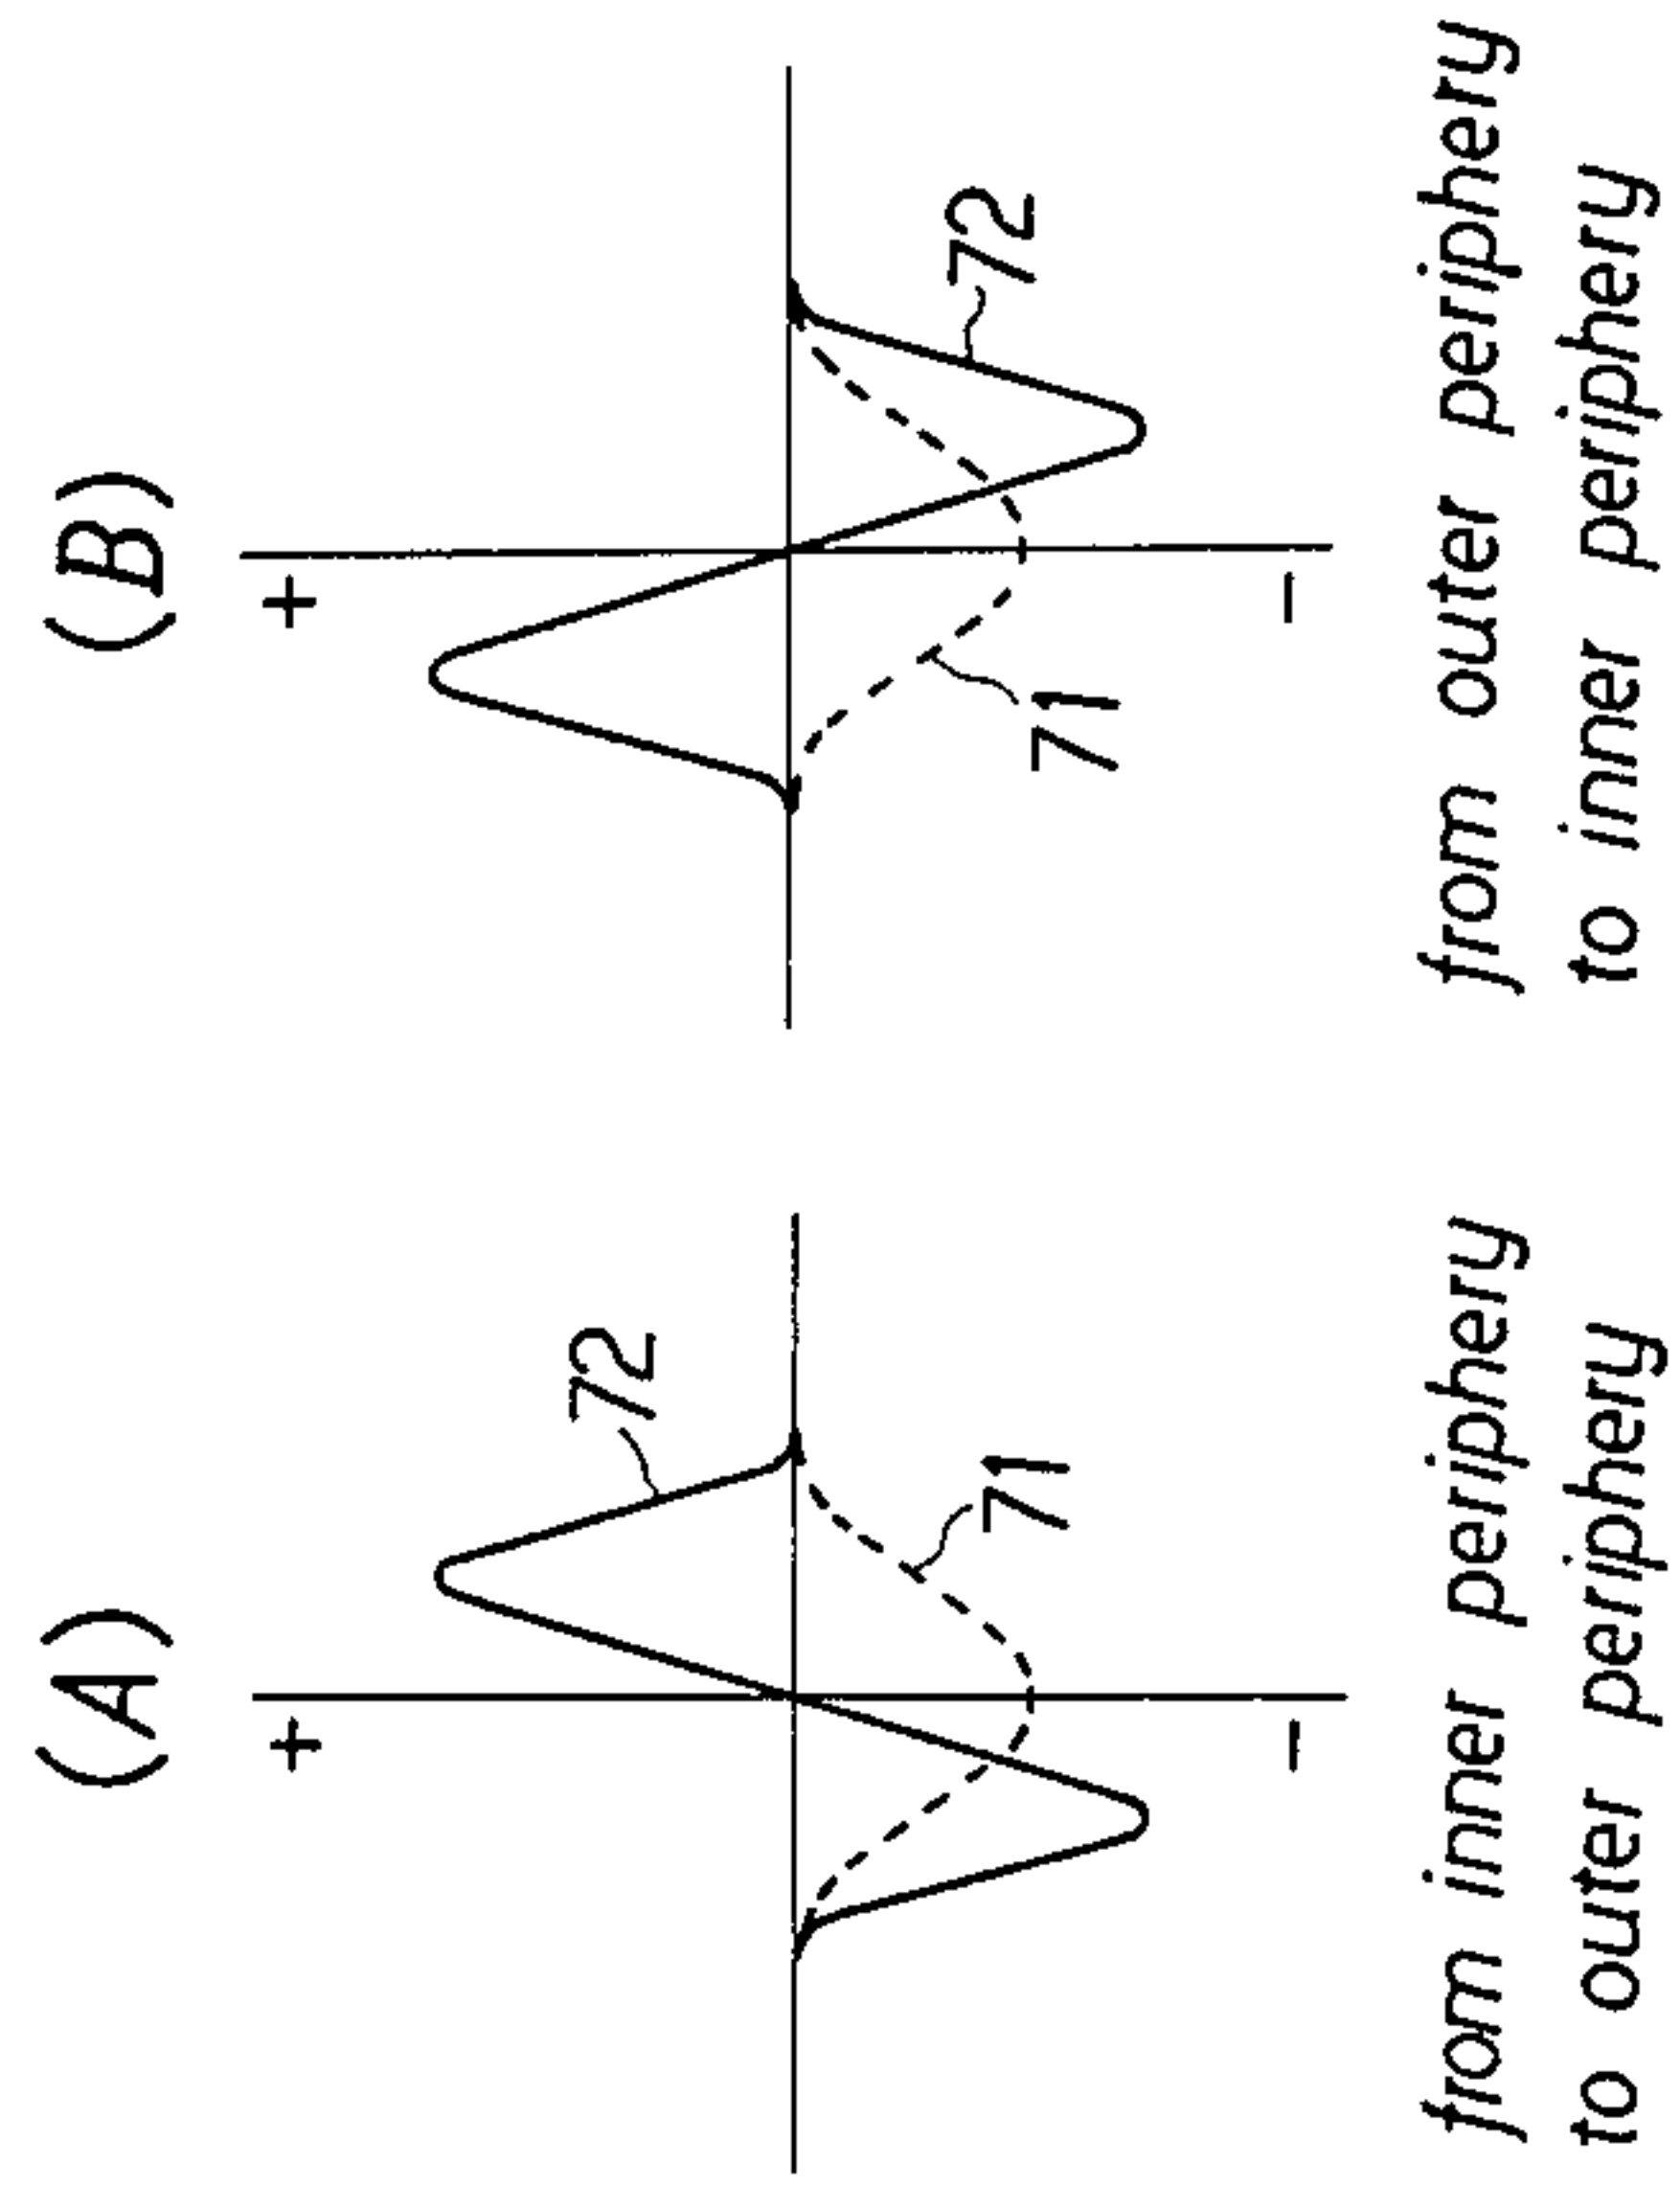 (A)
+
72
71
−
from inner periphery
to outer periphery
(B)
+
72
71
−
from outer periphery
to inner periphery